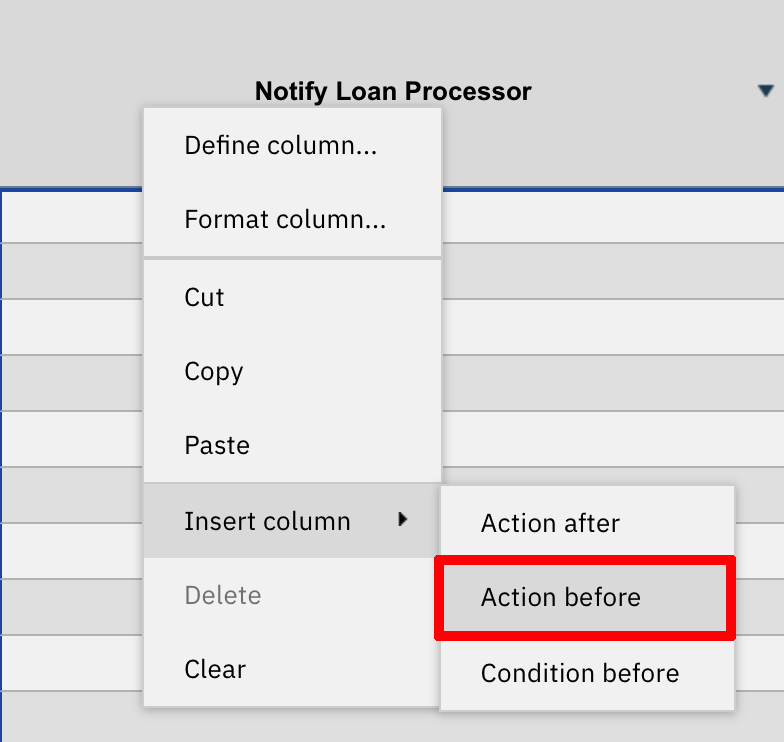 Notify Loan Processor
Define column...
Format column...
Cut
Copy
Paste
Insert column
Delete
Clear
Action after
Action before
Condition before